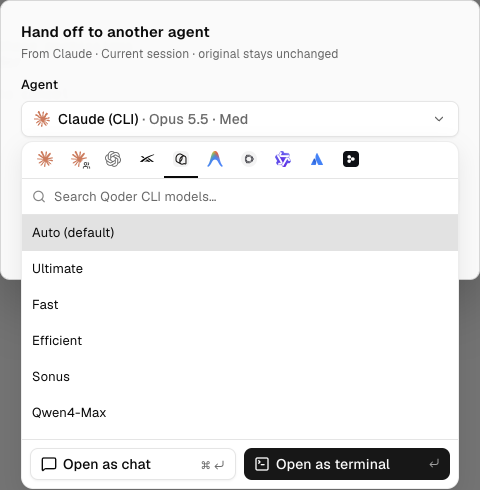 Hand off to another agent
From Claude · Current session · original stays unchanged
Agent
Claude (CLI) · Opus 5.5 · Med
Search Qoder CLI models…
Auto (default)
Ultimate
Fast
Efficient
Sonus
Qwen4-Max
Open as chat ⌘ ↵
Open as terminal ↵